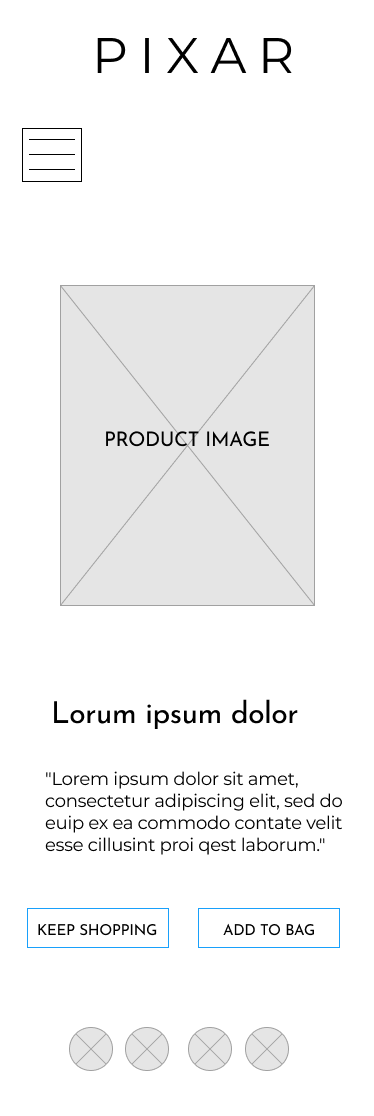 PIXAR
PRODUCT IMAGE
Lorum ipsum dolor
"Lorem ipsum dolor sit amet,
consectetur adipiscing elit, sed do
euip ex ea commodo contate velit
esse cillusint proi qest laborum."
KEEP SHOPPING
ADD TO BAG